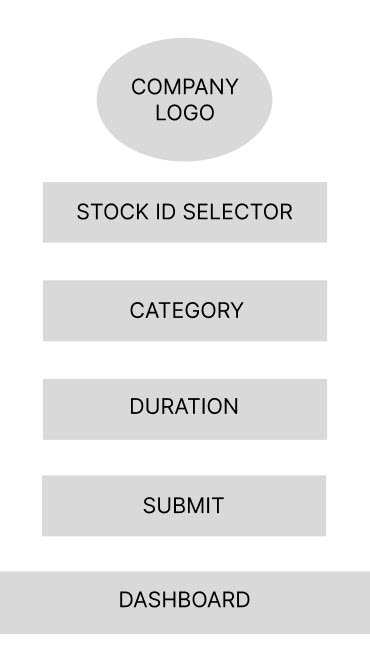 COMPANY
LOGO
STOCK ID SELECTOR
CATEGORY
DURATION
SUBMIT
DASHBOARD